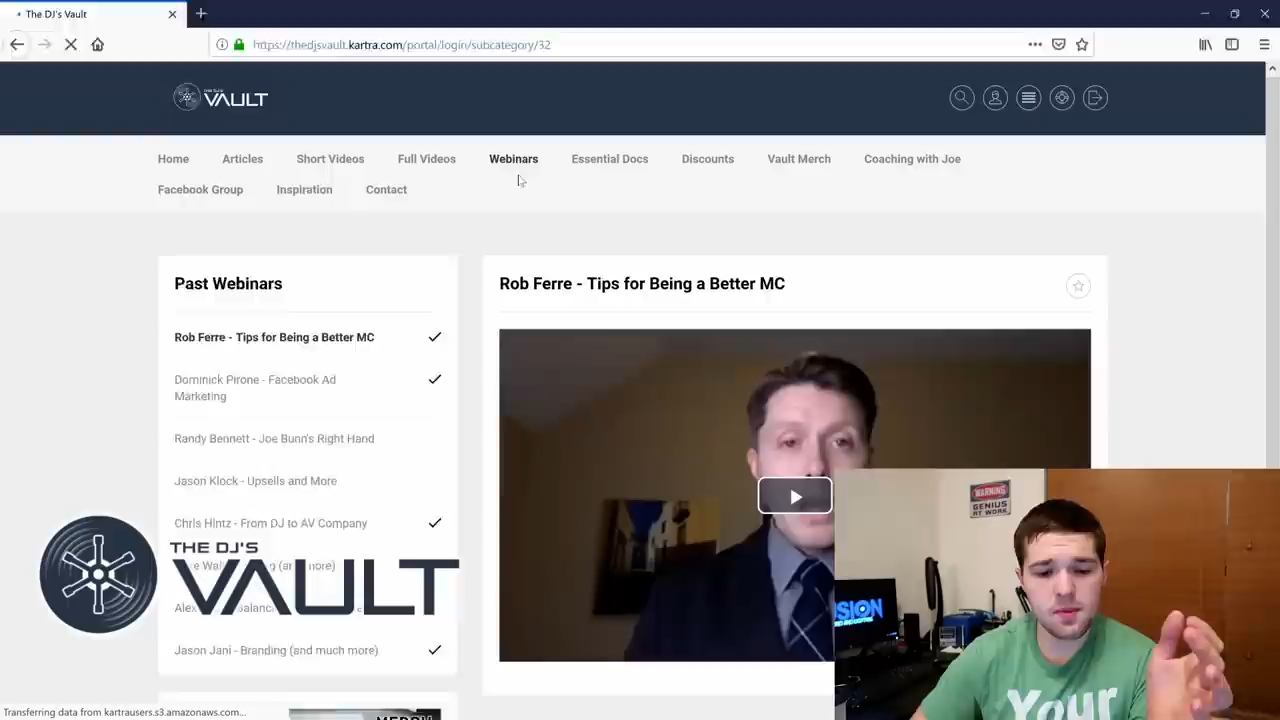 The DJ's Vault
https://thedjsvault.kartra.com/portal/login/subcategory/32
THE DJ'S
VAULT
Home Articles Short Videos Full Videos Webinars Essential Docs Discounts Vault Merch Coaching with Joe
Facebook Group Inspiration Contact
Past Webinars
Rob Ferre - Tips for Being a Better MC
Dominick Pirone - Facebook Ad
Marketing
Randy Bennett - Joe Bunn's Right Hand
Jason Klock - Upsells and More
Chris Hintz - From DJ to AV Company
more)
Jason Jani - Branding (and much more)
Rob Ferre - Tips for Being a Better MC
THE DJ'S
VAULT
WARNING
GENIUS
AT WORK
Your
Transferring data from kartrausers.s3.amazonaws.com...